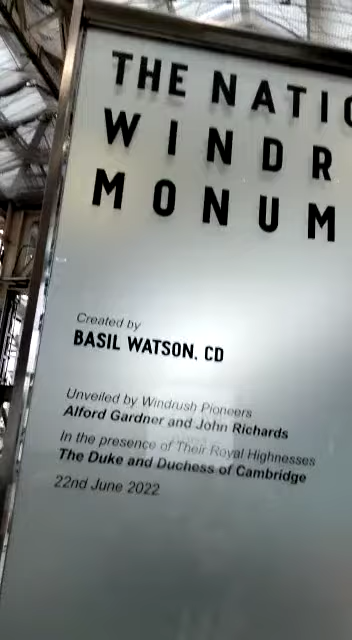 THE NATIO
WINDR
MONUM
Created by
BASIL WATSON, CD
Unveiled by Windrush Pioneers
Alford Gardner and John Richards
In the presence of Their Royal Highnesses
The Duke and Duchess of Cambridge
22nd June 2022